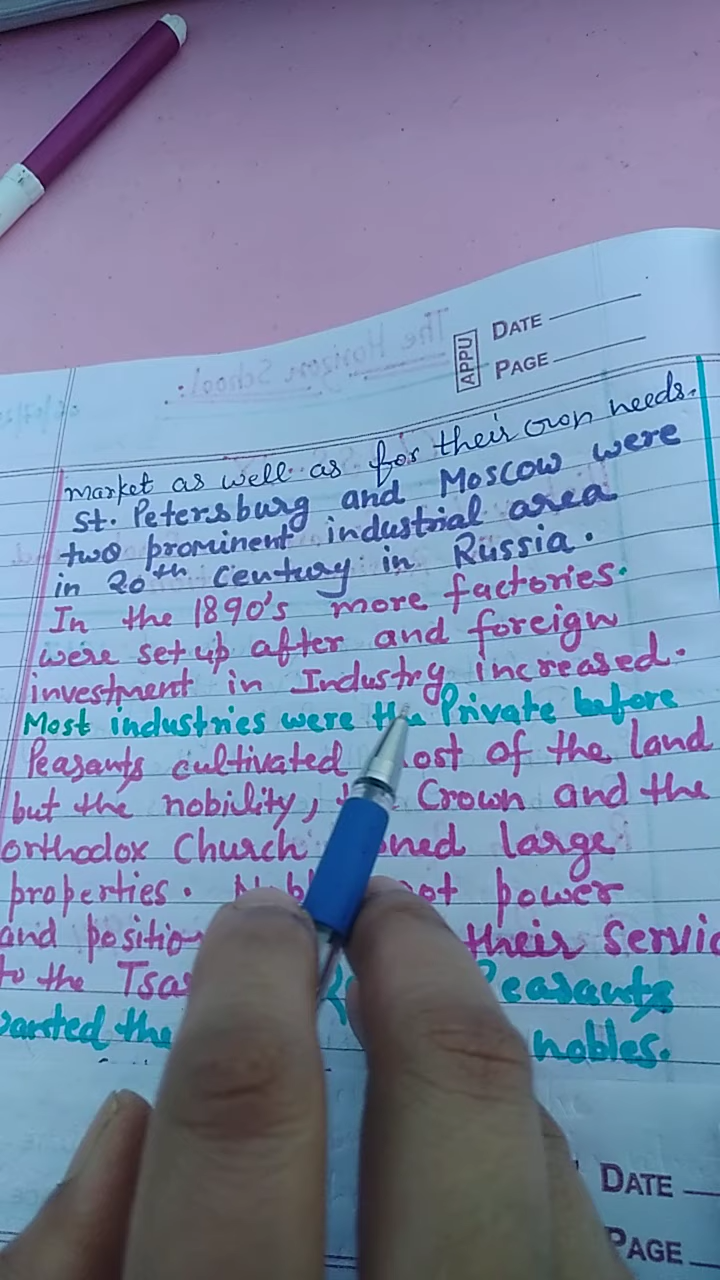 The Horizon School:
APPU
DATE
PAGE
market as well as for their own needs.
St. Petersburg and Moscow were
two prominent industrial area
in 20th Century in Russia.
In the 1890's more factories.
were set up after and foreign
investment in Industry increased.
Most industries were the Private before
Peasants cultivated ost of the land
but the nobility, Crown and the
orthodox Church ned large
properties. ot power
and positio their Servic
to the Tsa
Peasants
anted the nobles.
DATE
PAGE